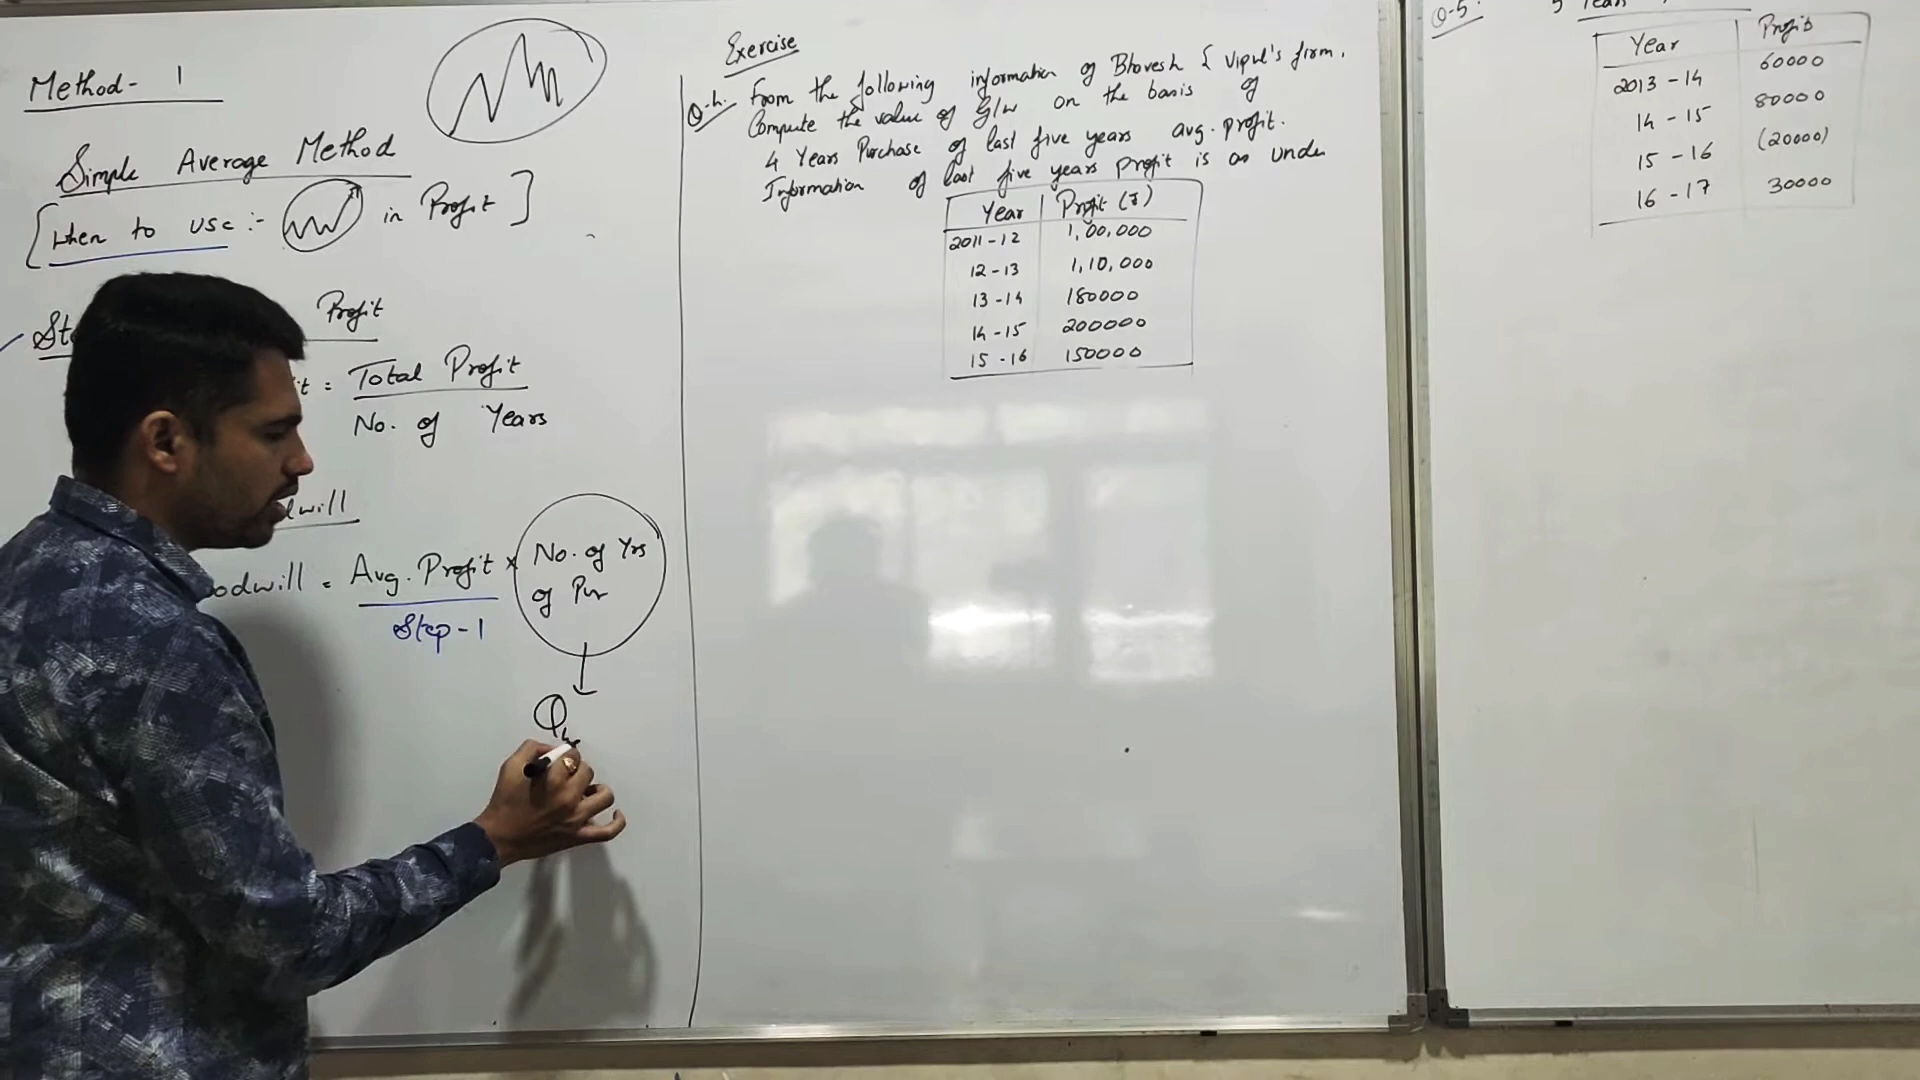 Method - 1
Simple Average Method
[When to use :- in Profit]
Profit
= Total Profit
No. of Years
Avg. Profit × No. of Yrs
of Pur
Step-1
Exercise
Q-4. From the following information of Bhavesh & Vipul's firm.
Compute the value of G/w on the basis of
4 Years Purchase of last five years avg. profit.
Information of last five years profit is as under
Year Profit (₹)
2011-12 1,00,000
12-13 1,10,000
13-14 180000
14-15 200000
15-16 150000
Q-5.
Year Profit
2013-14 60000
14-15 80000
15-16 (20000)
16-17 30000